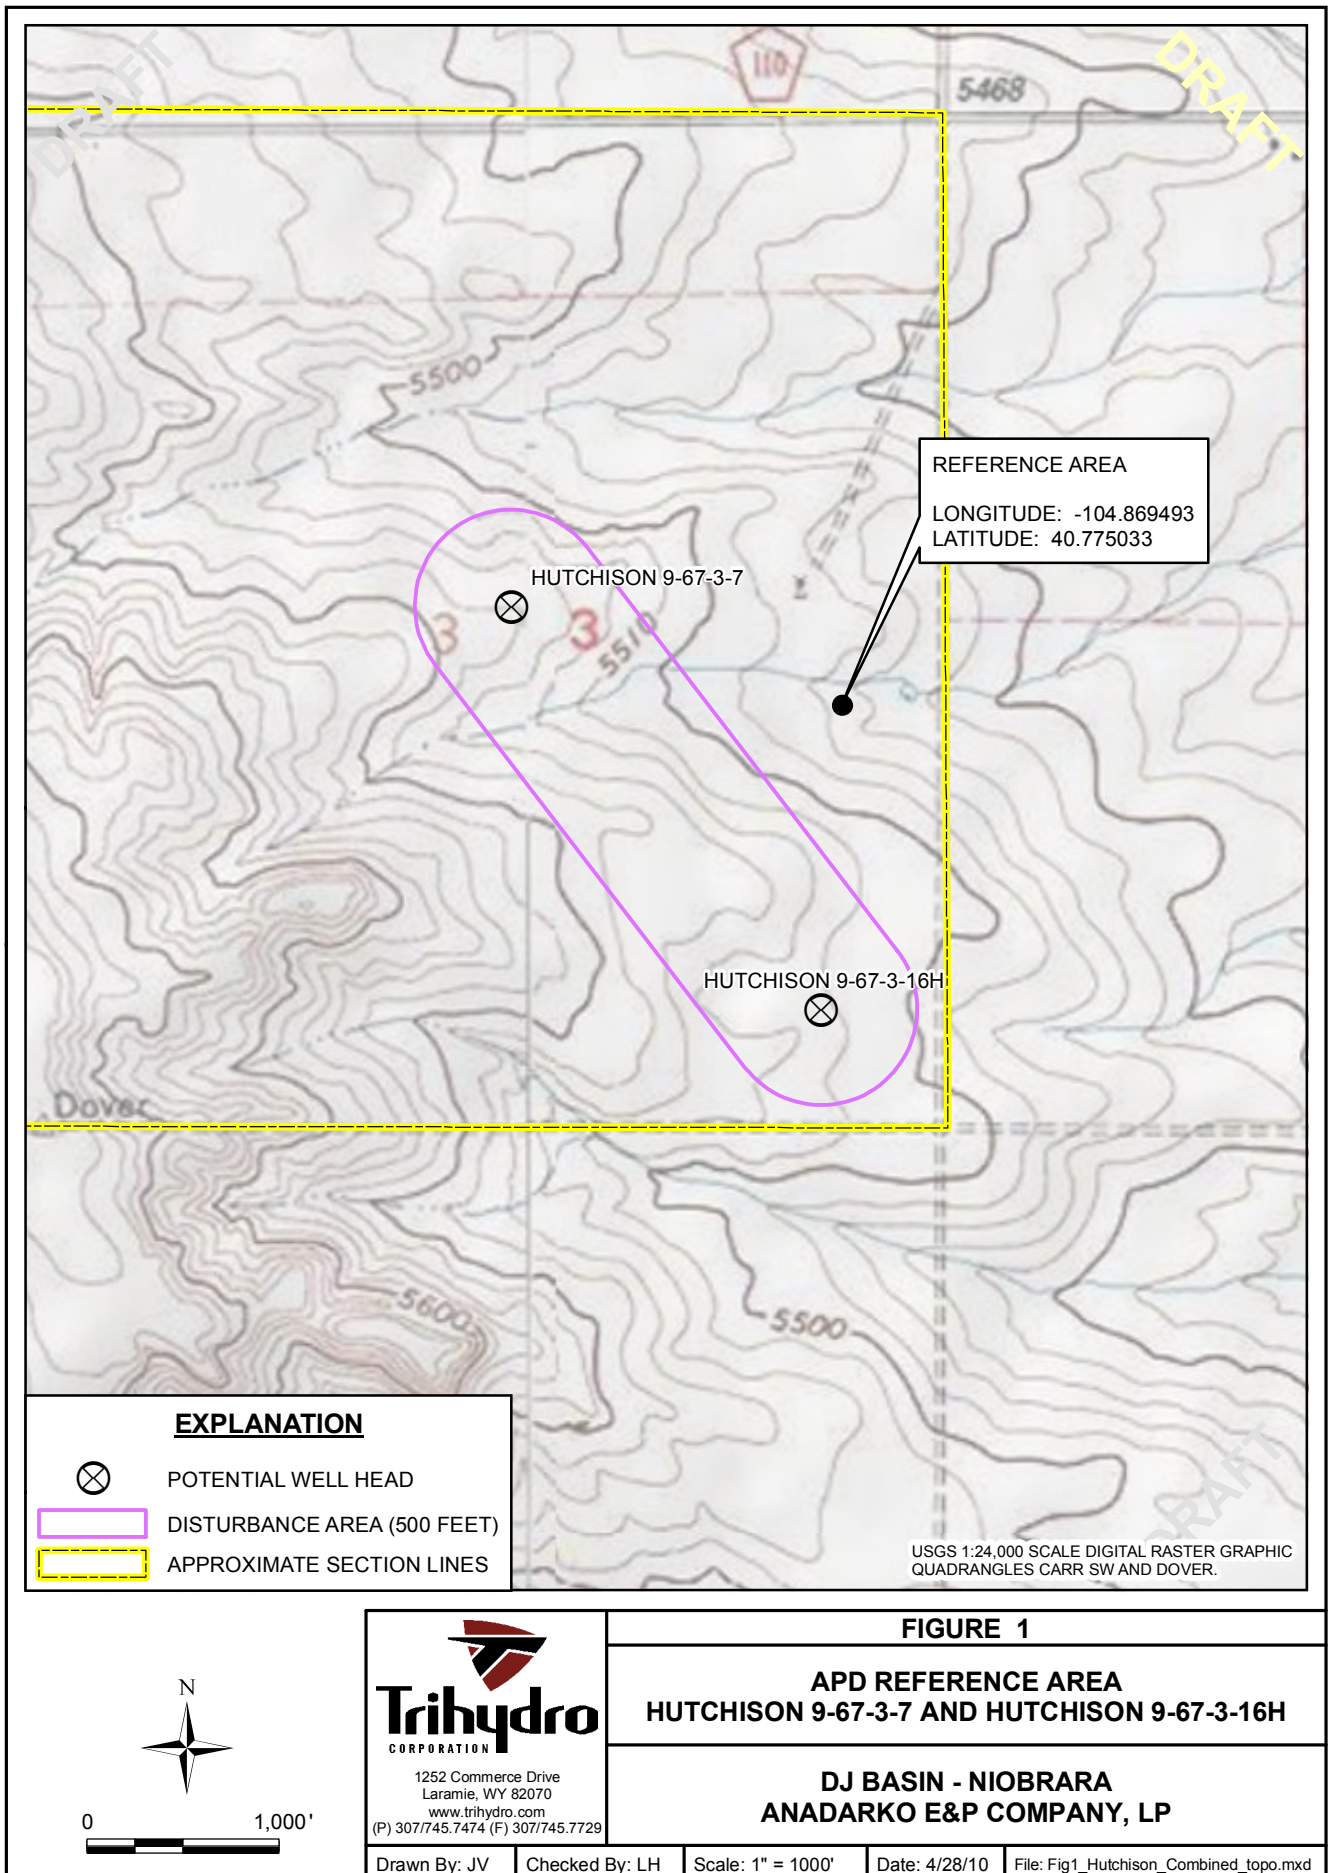 DRAFT
DRAFT
110
5468
5500
REFERENCE AREA
LONGITUDE: -104.869493
LATITUDE: 40.775033
HUTCHISON 9-67-3-7
3
3
5510
HUTCHISON 9-67-3-16H
Dover
5600
5500
DRAFT
USGS 1:24,000 SCALE DIGITAL RASTER GRAPHIC
QUADRANGLES CARR SW AND DOVER.
EXPLANATION
POTENTIAL WELL HEAD
DISTURBANCE AREA (500 FEET)
APPROXIMATE SECTION LINES
N
0 1,000'
Trihydro
CORPORATION
1252 Commerce Drive
Laramie, WY 82070
www.trihydro.com
(P) 307/745.7474 (F) 307/745.7729
FIGURE 1
APD REFERENCE AREA
HUTCHISON 9-67-3-7 AND HUTCHISON 9-67-3-16H
DJ BASIN - NIOBRARA
ANADARKO E&P COMPANY, LP
Drawn By: JV
Checked By: LH
Scale: 1" = 1000'
Date: 4/28/10
File: Fig1_Hutchison_Combined_topo.mxd